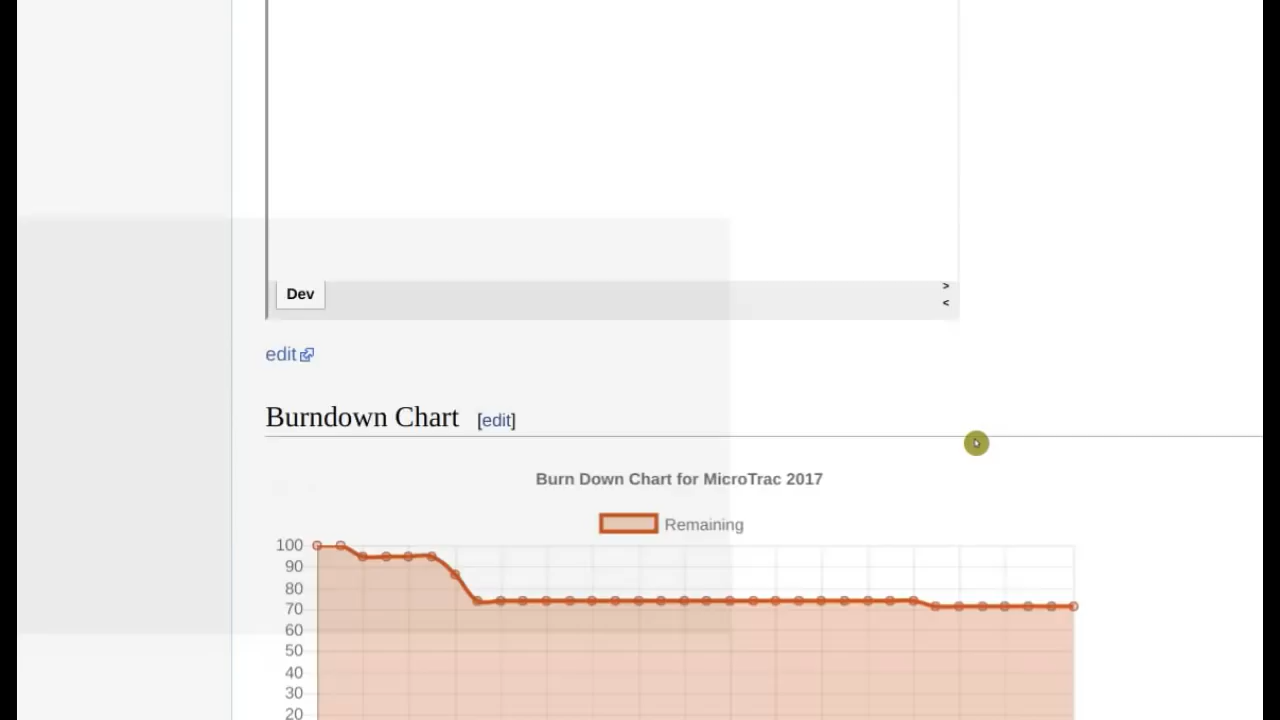 >
Dev
<
edit
Burndown Chart [edit]
Burn Down Chart for MicroTrac 2017
Remaining
100
90
80
70
60
50
40
30
20